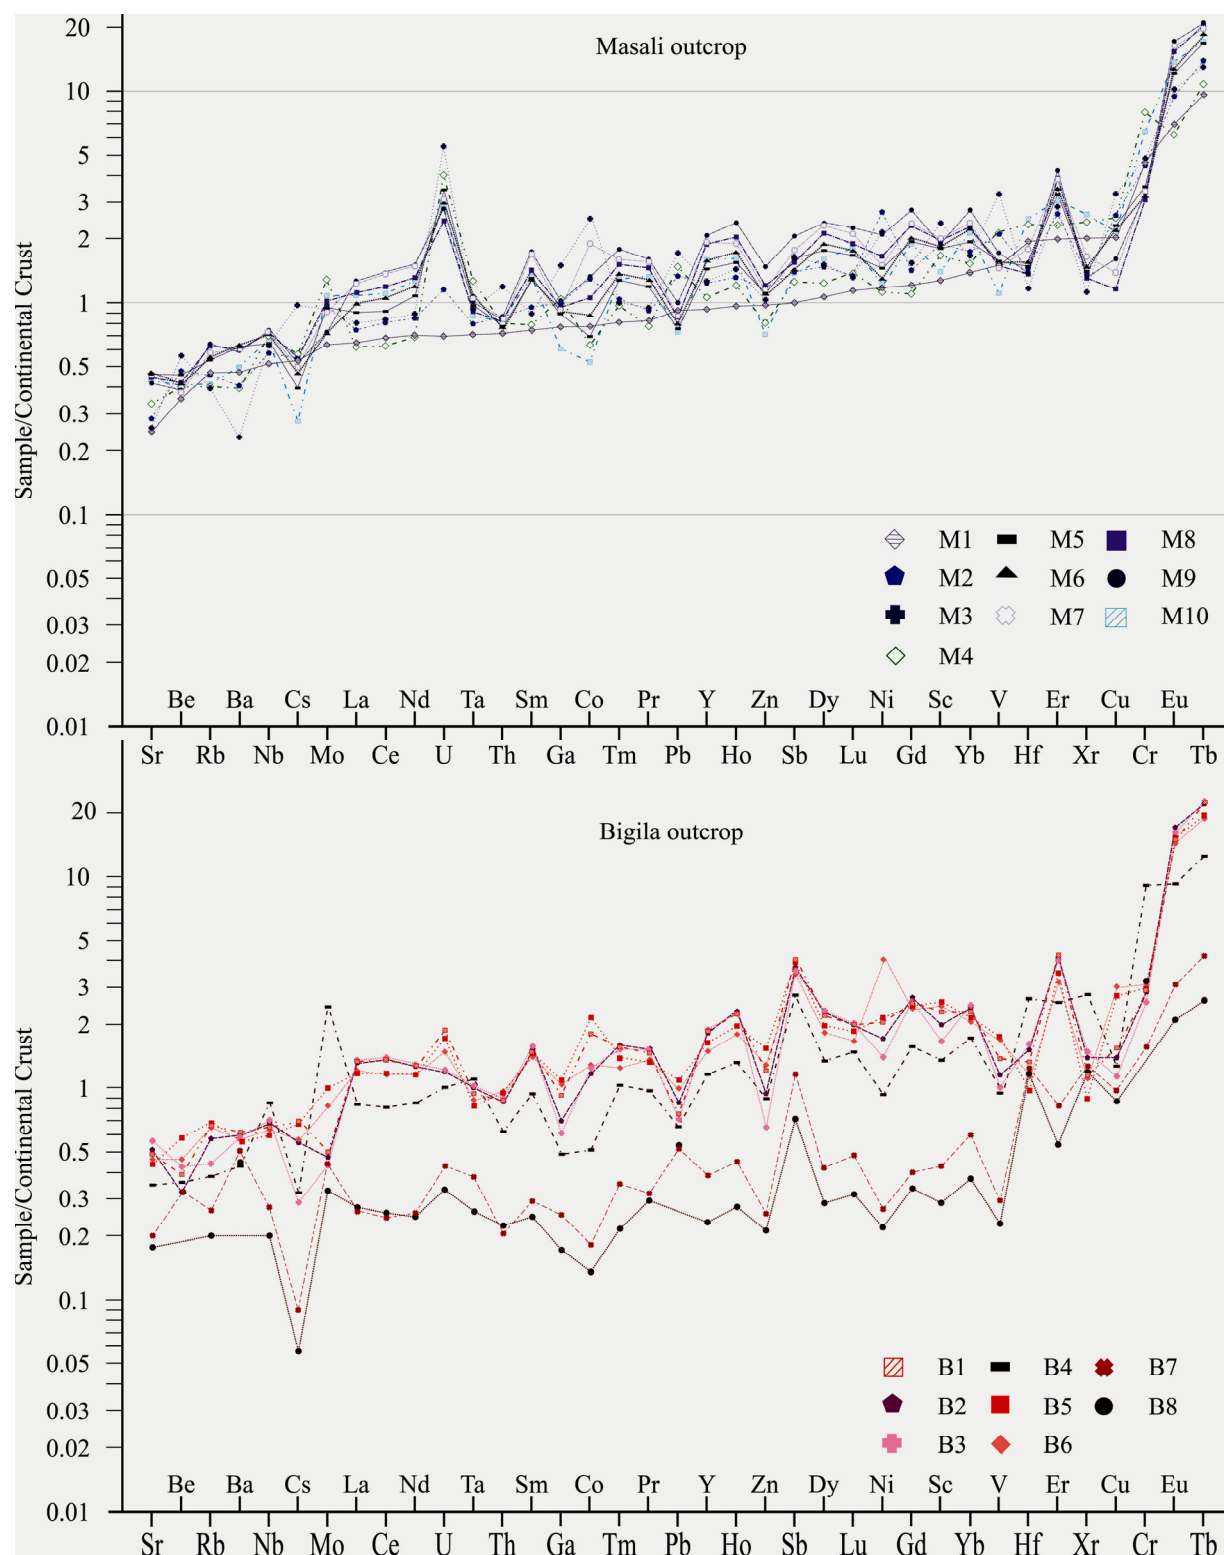 Masali outcrop
20
10
5
3
2
1
0.5
0.3
0.2
0.1
0.05
0.03
0.02
0.01
Sample/Continental Crust
M1 M5 M8
M2 M6 M9
M3 M7 M10
M4
Be Ba Cs La Nd Ta Sm Co Pr Y Zn Dy Ni Sc V Er Cu Eu
Sr Rb Nb Mo Ce U Th Ga Tm Pb Ho Sb Lu Gd Yb Hf Xr Cr Tb
Bigila outcrop
20
10
5
3
2
1
0.5
0.3
0.2
0.1
0.05
0.03
0.02
0.01
Sample/Continental Crust
B1 B4 B7
B2 B5 B8
B3 B6
Be Ba Cs La Nd Ta Sm Co Pr Y Zn Dy Ni Sc V Er Cu Eu
Sr Rb Nb Mo Ce U Th Ga Tm Pb Ho Sb Lu Gd Yb Hf Xr Cr Tb